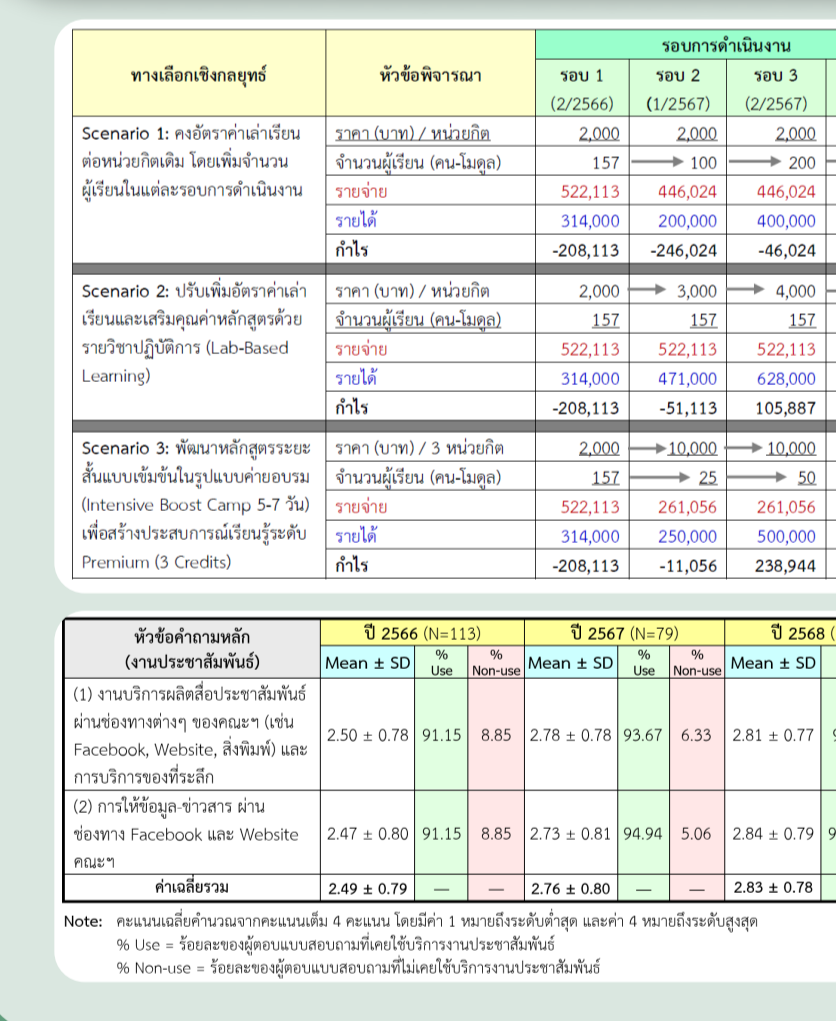 ทางเลือกเชิงกลยุทธ์ หัวข้อพิจารณา รอบการดำเนินงาน
รอบ 1 รอบ 2 รอบ 3
(2/2566) (1/2567) (2/2567)
Scenario 1: คงอัตราค่าเล่าเรียน ราคา (บาท) / หน่วยกิต 2,000 2,000 2,000
ต่อหน่วยกิตเดิม โดยเพิ่มจำนวน จำนวนผู้เรียน (คน-โมดูล) 157 100 200
ผู้เรียนในแต่ละรอบการดำเนินงาน รายจ่าย 522,113 446,024 446,024
รายได้ 314,000 200,000 400,000
กำไร -208,113 -246,024 -46,024
Scenario 2: ปรับเพิ่มอัตราค่าเล่า ราคา (บาท) / หน่วยกิต 2,000 3,000 4,000
เรียนและเสริมคุณค่าหลักสูตรด้วย จำนวนผู้เรียน (คน-โมดูล) 157 157 157
รายวิชาปฏิบัติการ (Lab-Based รายจ่าย 522,113 522,113 522,113
Learning) รายได้ 314,000 471,000 628,000
กำไร -208,113 -51,113 105,887
Scenario 3: พัฒนาหลักสูตรระยะ ราคา (บาท) / 3 หน่วยกิต 2,000 10,000 10,000
สั้นแบบเข้มข้นในรูปแบบค่ายอบรม จำนวนผู้เรียน (คน-โมดูล) 157 25 50
(Intensive Boost Camp 5-7 วัน) รายจ่าย 522,113 261,056 261,056
เพื่อสร้างประสบการณ์เรียนรู้ระดับ รายได้ 314,000 250,000 500,000
Premium (3 Credits) กำไร -208,113 -11,056 238,944
หัวข้อคำถามหลัก ปี 2566 (N=113) ปี 2567 (N=79) ปี 2568 (
(งานประชาสัมพันธ์) Mean ± SD % Use % Non-use Mean ± SD % Use % Non-use Mean ± SD
(1) งานบริการผลิตสื่อประชาสัมพันธ์
ผ่านช่องทางต่างๆ ของคณะฯ (เช่น 2.50 ± 0.78 91.15 8.85 2.78 ± 0.78 93.67 6.33 2.81 ± 0.77
Facebook, Website, สิ่งพิมพ์) และ
การบริการของที่ระลึก
(2) การให้ข้อมูล-ข่าวสาร ผ่าน
ช่องทาง Facebook และ Website 2.47 ± 0.80 91.15 8.85 2.73 ± 0.81 94.94 5.06 2.84 ± 0.79 9
คณะฯ
ค่าเฉลี่ยรวม 2.49 ± 0.79 — — 2.76 ± 0.80 — — 2.83 ± 0.78
Note: คะแนนเฉลี่ยคำนวณจากคะแนนเต็ม 4 คะแนน โดยมีค่า 1 หมายถึงระดับต่ำสุด และค่า 4 หมายถึงระดับสูงสุด
% Use = ร้อยละของผู้ตอบแบบสอบถามที่เคยใช้บริการงานประชาสัมพันธ์
% Non-use = ร้อยละของผู้ตอบแบบสอบถามที่ไม่เคยใช้บริการงานประชาสัมพันธ์